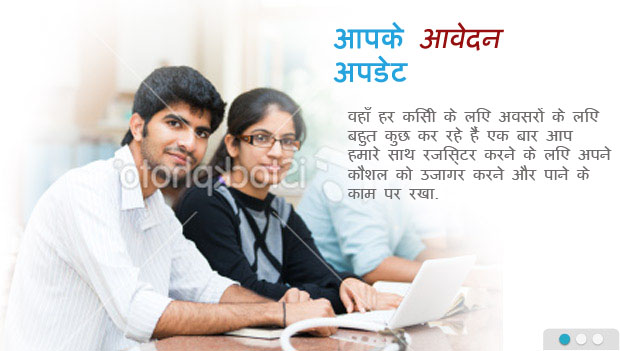 आपके आवेदन
अपडेट
वहाँ हर किसी के लिए अवसरों के लिए
बहुत कुछ कर रहे हैं एक बार आप
हमारे साथ रजिस्टर करने के लिए अपने
कौशल को उजागर करने और पाने के
काम पर रखा.